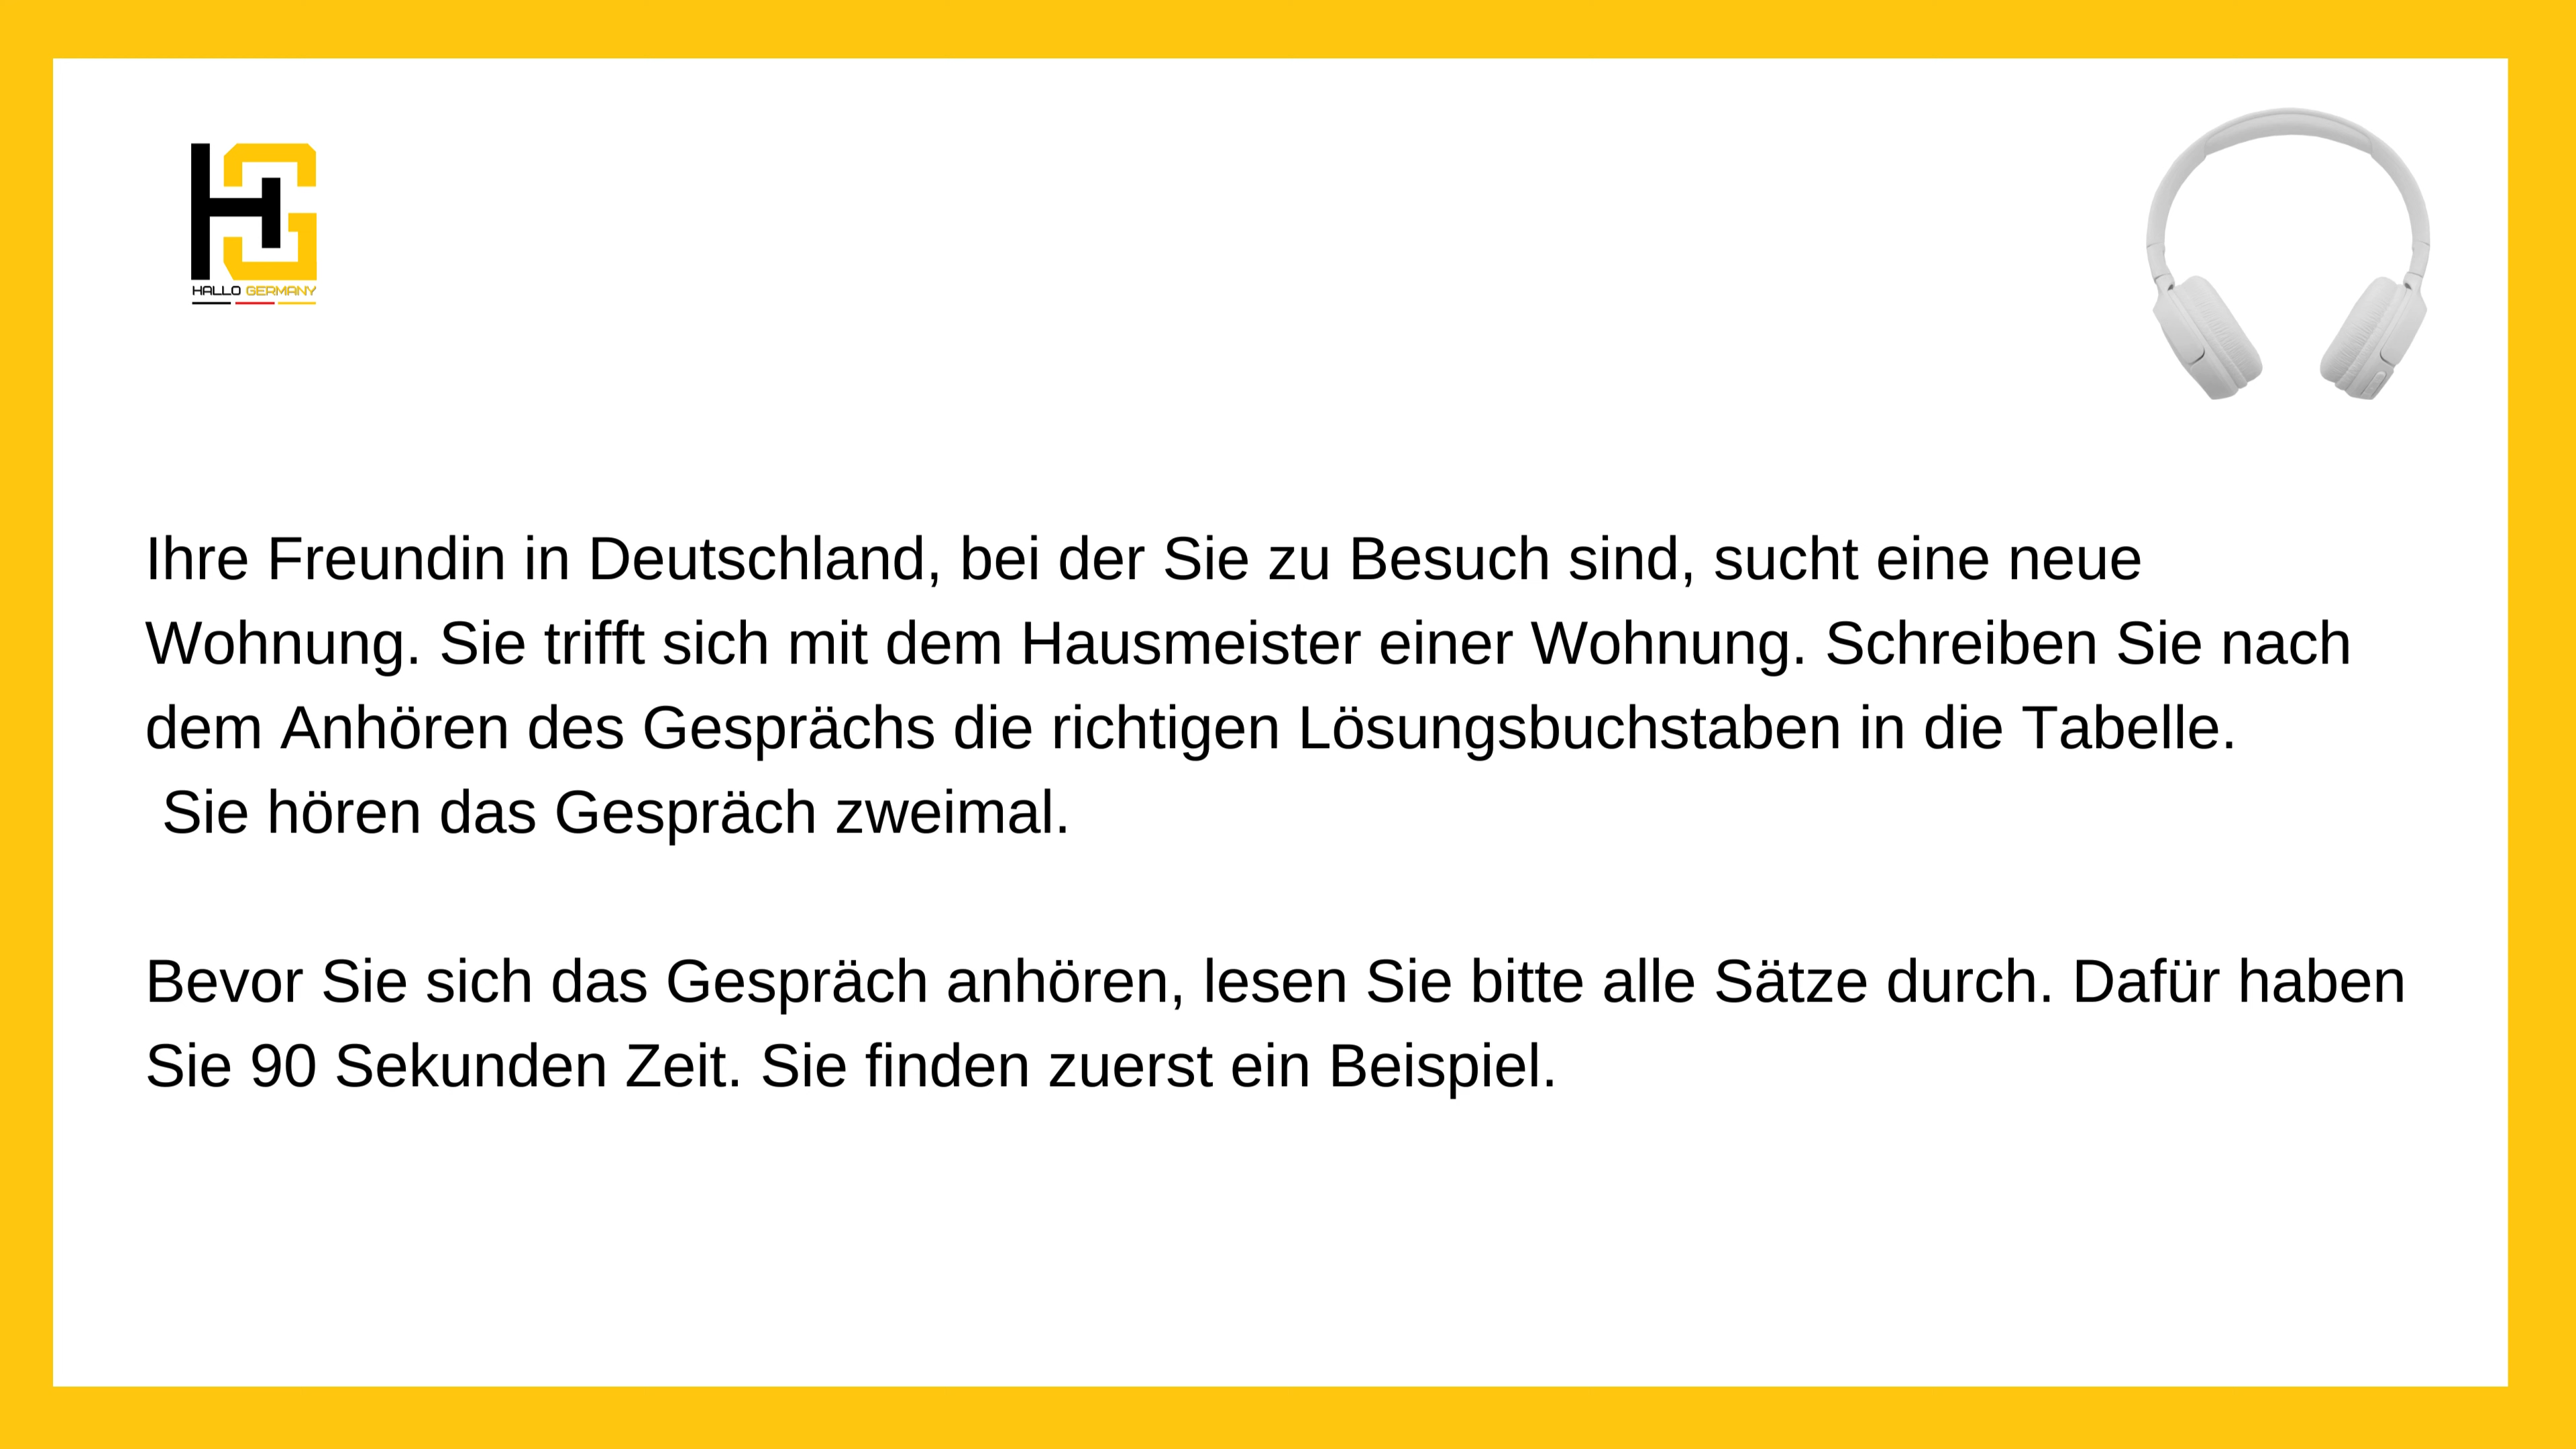 HALLO GERMANY
Ihre Freundin in Deutschland, bei der Sie zu Besuch sind, sucht eine neue
Wohnung. Sie trifft sich mit dem Hausmeister einer Wohnung. Schreiben Sie nach
dem Anhören des Gesprächs die richtigen Lösungsbuchstaben in die Tabelle.
Sie hören das Gespräch zweimal.
Bevor Sie sich das Gespräch anhören, lesen Sie bitte alle Sätze durch. Dafür haben
Sie 90 Sekunden Zeit. Sie finden zuerst ein Beispiel.